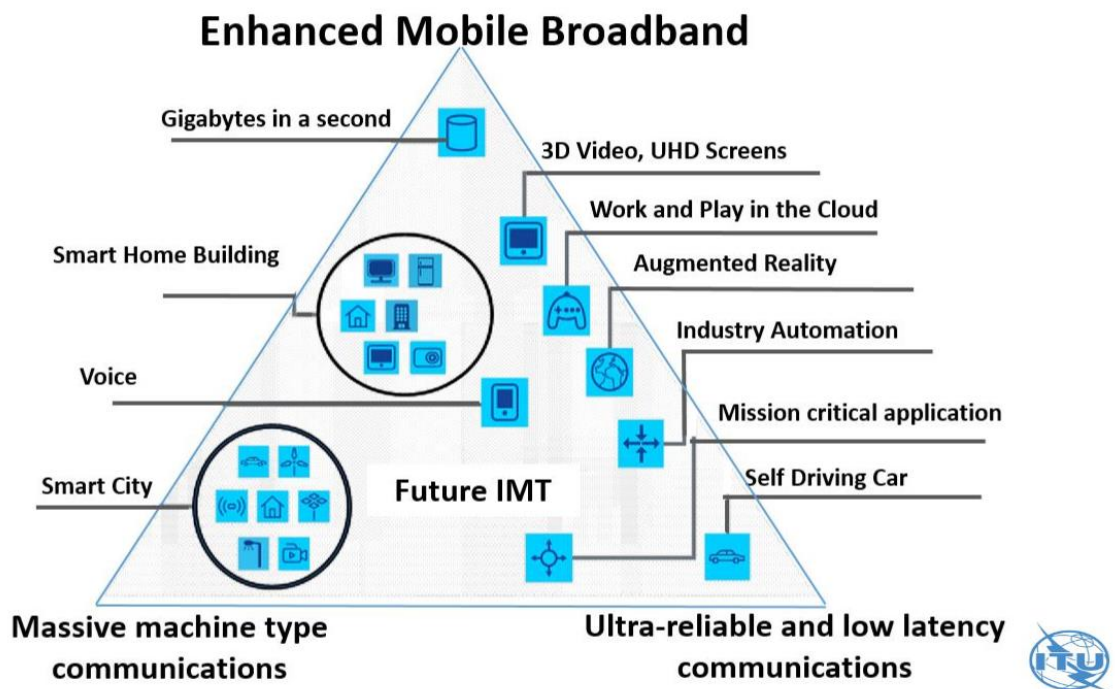 Enhanced Mobile Broadband
Gigabytes in a second
3D Video, UHD Screens
Work and Play in the Cloud
Smart Home Building
Augmented Reality
Industry Automation
Voice
Mission critical application
Smart City
Future IMT
Self Driving Car
Massive machine type
communications
Ultra-reliable and low latency
communications
ITU